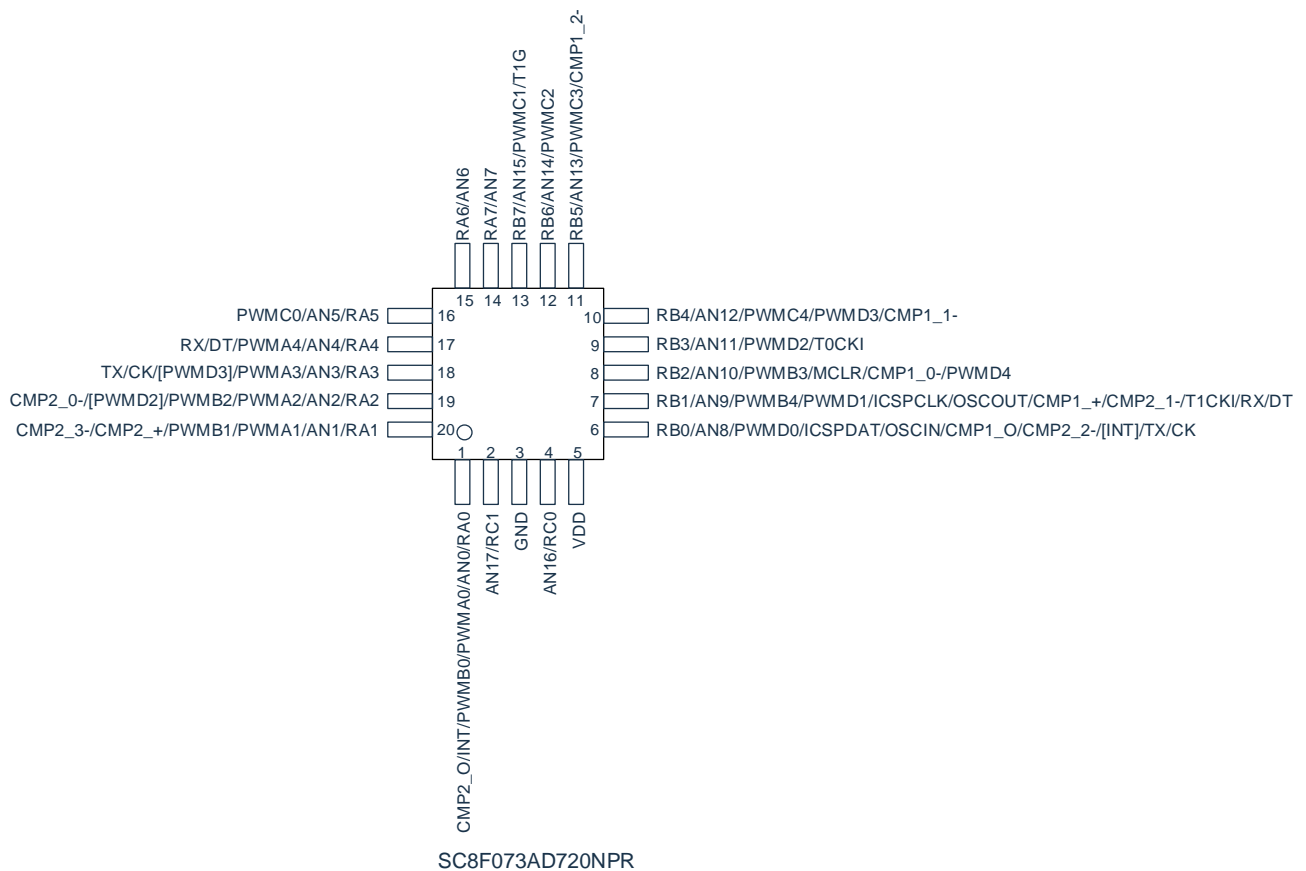 RA6/AN6
RA7/AN7
RB7/AN15/PWMC1/T1G
RB6/AN14/PWMC2
RB5/AN13/PWMC3/CMP1_2-
15
14
13
12
11
PWMC0/AN5/RA5
16
10
RB4/AN12/PWMC4/PWMD3/CMP1_1-
RX/DT/PWMA4/AN4/RA4
17
9
RB3/AN11/PWMD2/T0CKI
TX/CK/[PWMD3]/PWMA3/AN3/RA3
18
8
RB2/AN10/PWMB3/MCLR/CMP1_0-/PWMD4
CMP2_0-/[PWMD2]/PWMB2/PWMA2/AN2/RA2
19
7
RB1/AN9/PWMB4/PWMD1/ICSPCLK/OSCOUT/CMP1_+/CMP2_1-/T1CKI/RX/DT
CMP2_3-/CMP2_+/PWMB1/PWMA1/AN1/RA1
20
6
RB0/AN8/PWMD0/ICSPDAT/OSCIN/CMP1_O/CMP2_2-/[INT]/TX/CK
1
2
3
4
5
CMP2_O/INT/PWMB0/PWMA0/AN0/RA0
AN17/RC1
GND
AN16/RC0
VDD
SC8F073AD720NPR